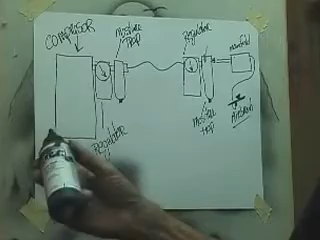 COMPRESSOR
Moisture
TRAP
Regulator
manifold
Airbrush
Moisture
trap
Regulator